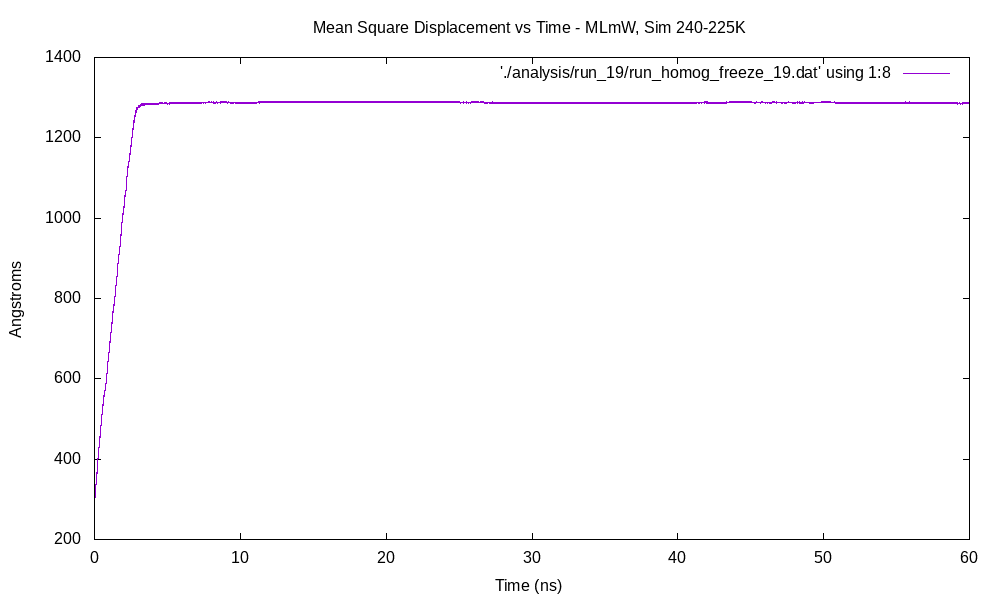 Mean Square Displacement vs Time - MLmW, Sim 240-225K
'./analysis/run_19/run_homog_freeze_19.dat' using 1:8
1400
1200
1000
800
600
400
200
Angstroms
0 10 20 30 40 50 60
Time (ns)